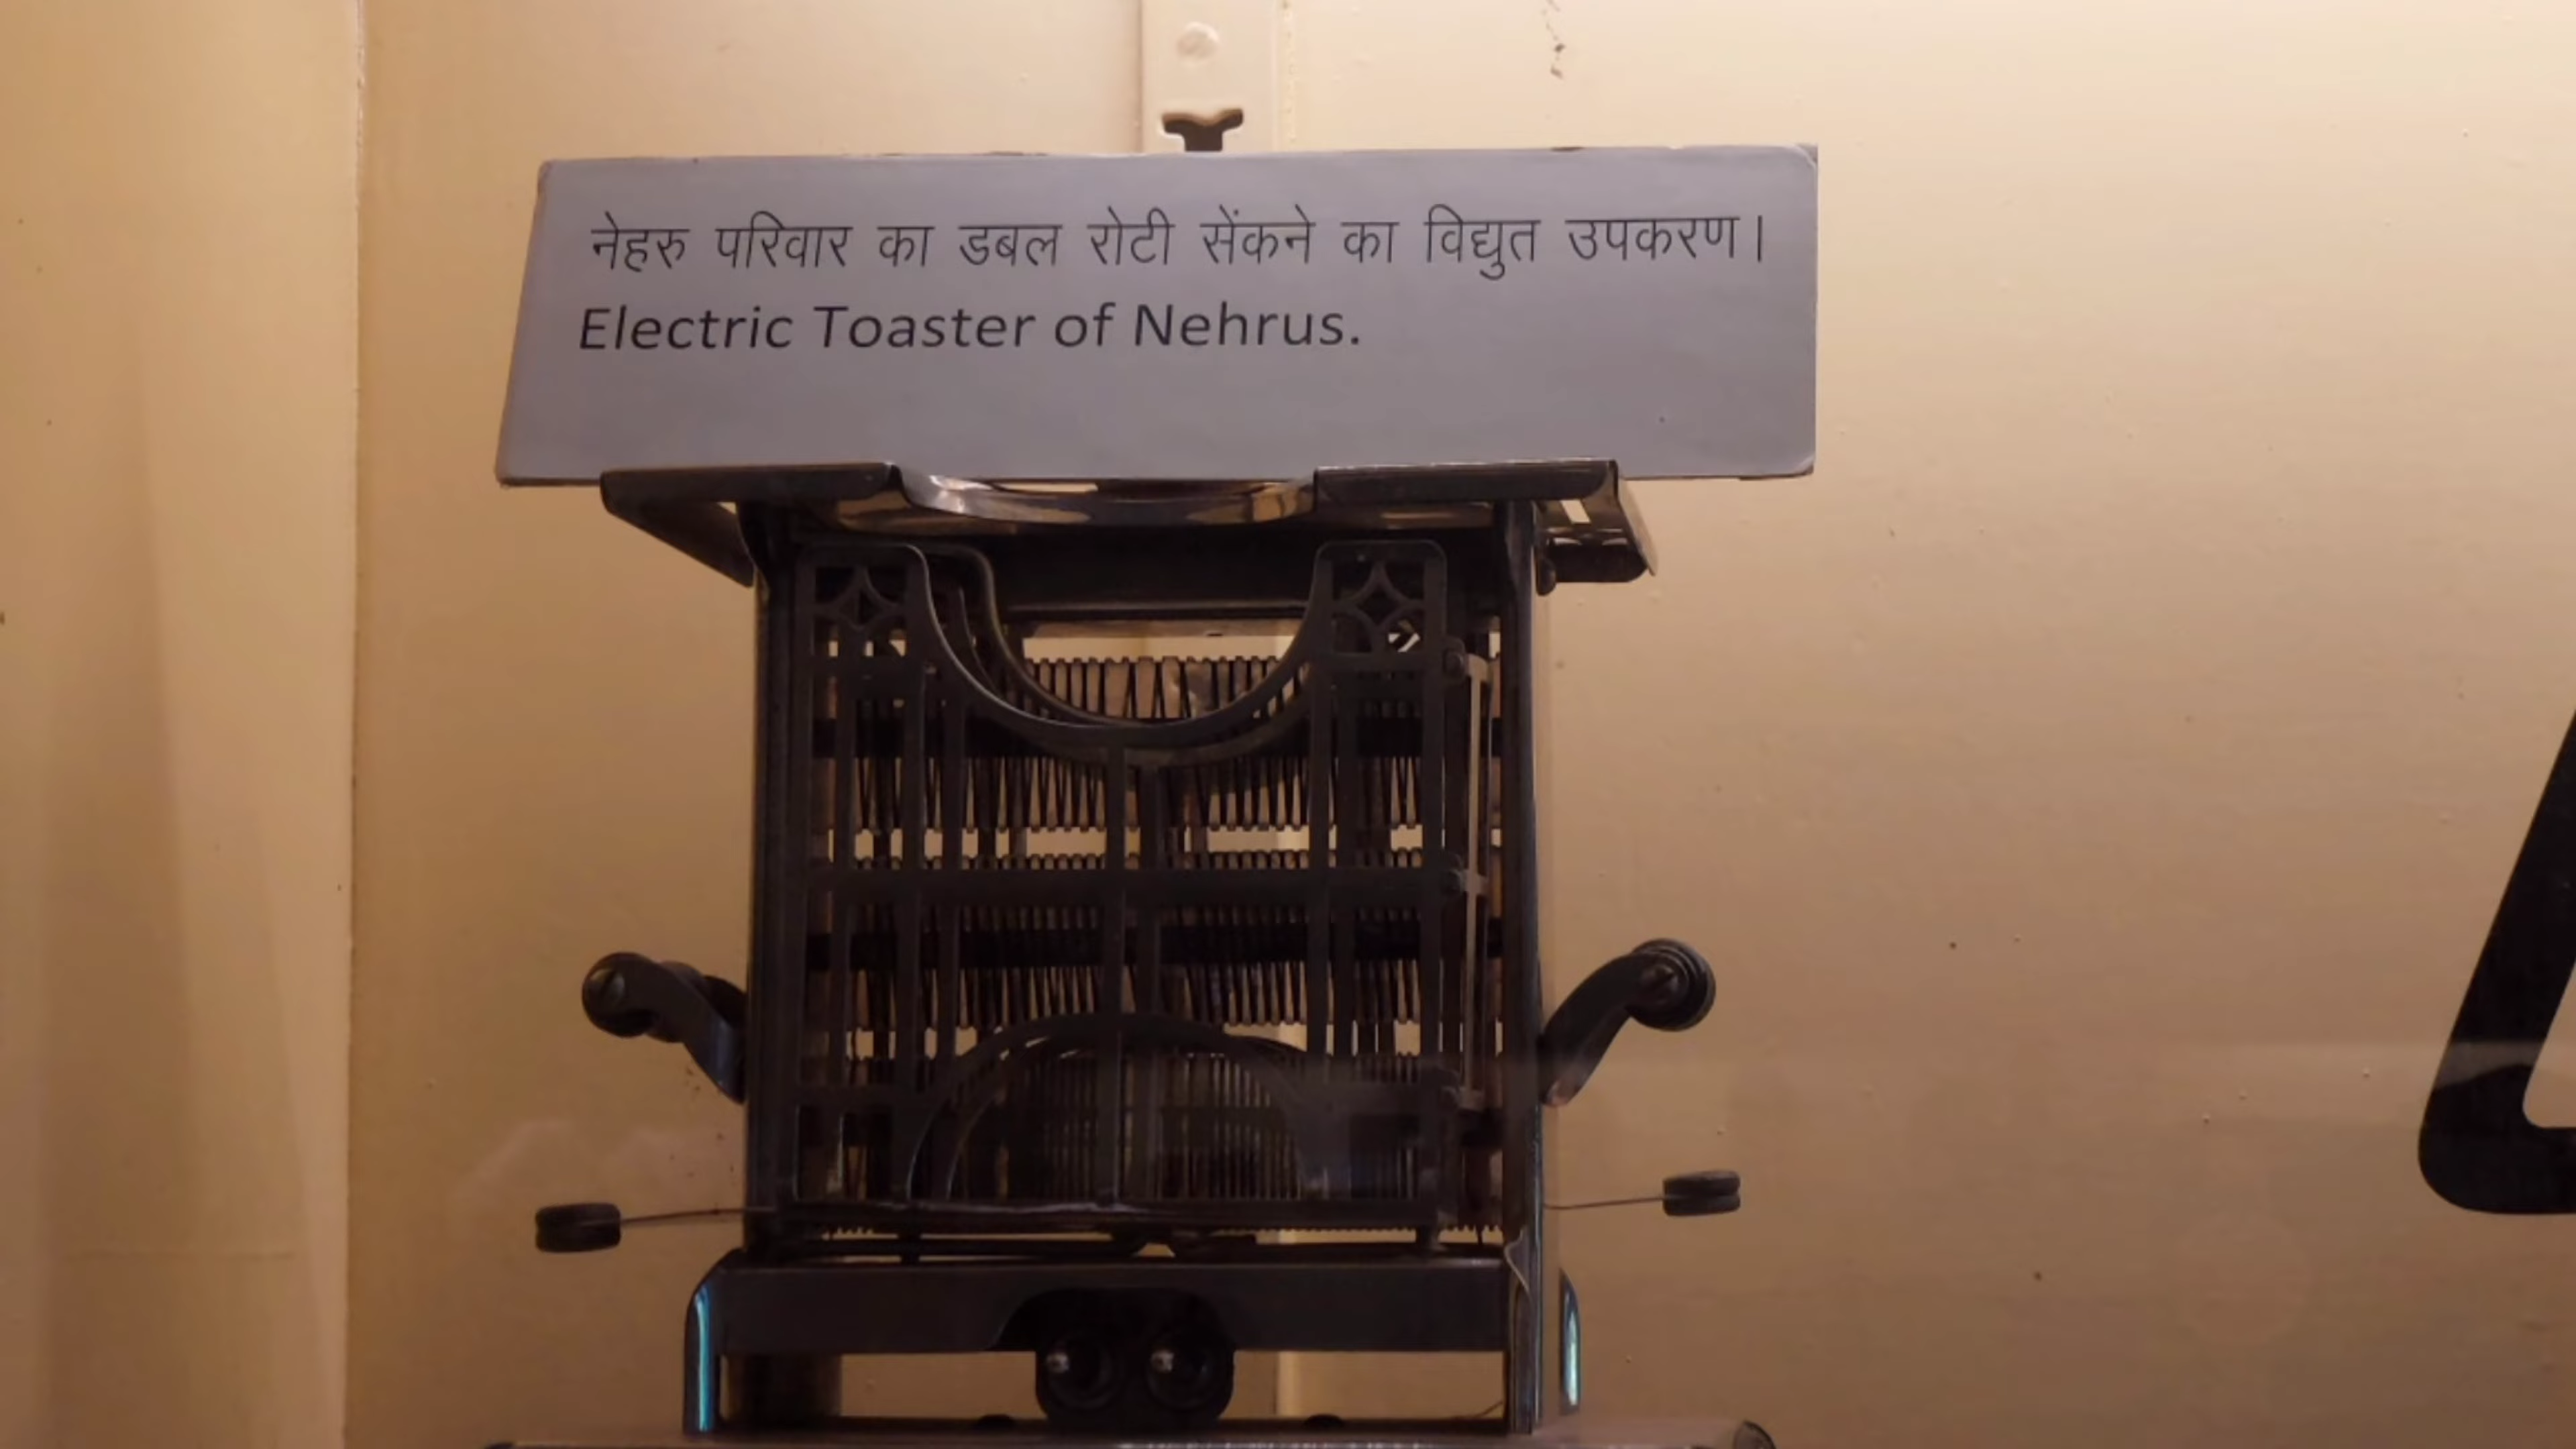 नेहरु परिवार का डबल रोटी सेंकने का विद्युत उपकरण।
Electric Toaster of Nehrus.